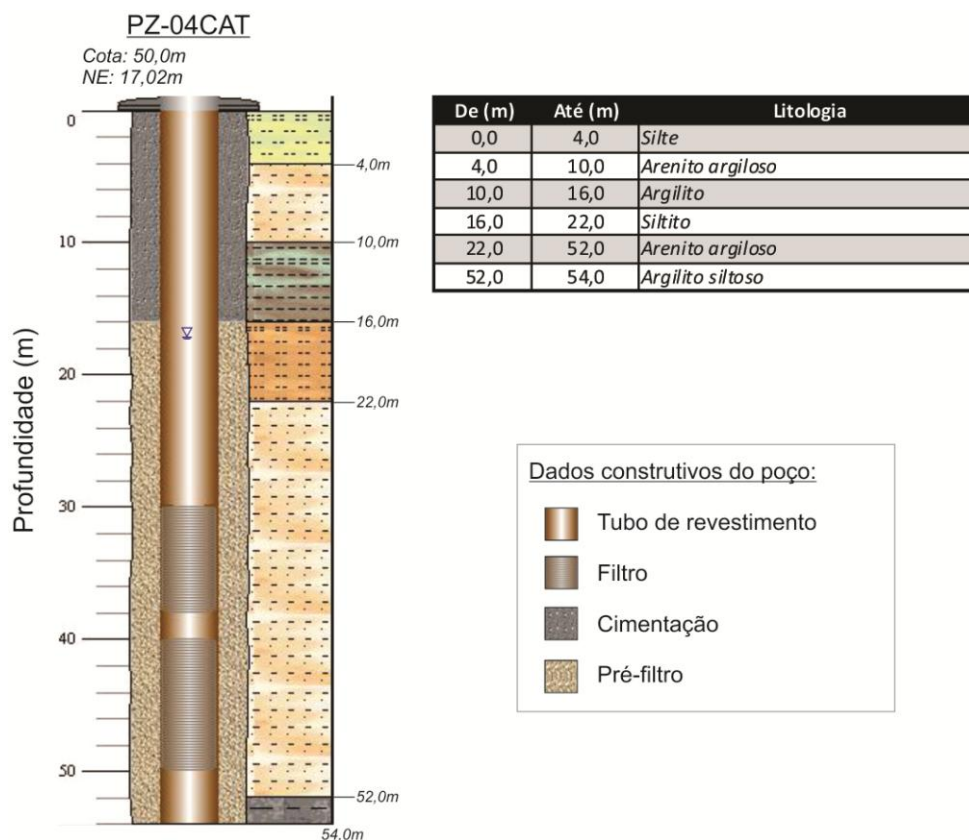 PZ-04CAT
Cota: 50,0m
NE: 17,02m
Profundidade (m)
0
10
20
30
40
50
4,0m
10,0m
16,0m
22,0m
52,0m
54,0m
De (m) Até (m) Litologia
0,0 4,0 Silte
4,0 10,0 Arenito argiloso
10,0 16,0 Argilito
16,0 22,0 Siltito
22,0 52,0 Arenito argiloso
52,0 54,0 Argilito siltoso
Dados construtivos do poço:
Tubo de revestimento
Filtro
Cimentação
Pré-filtro